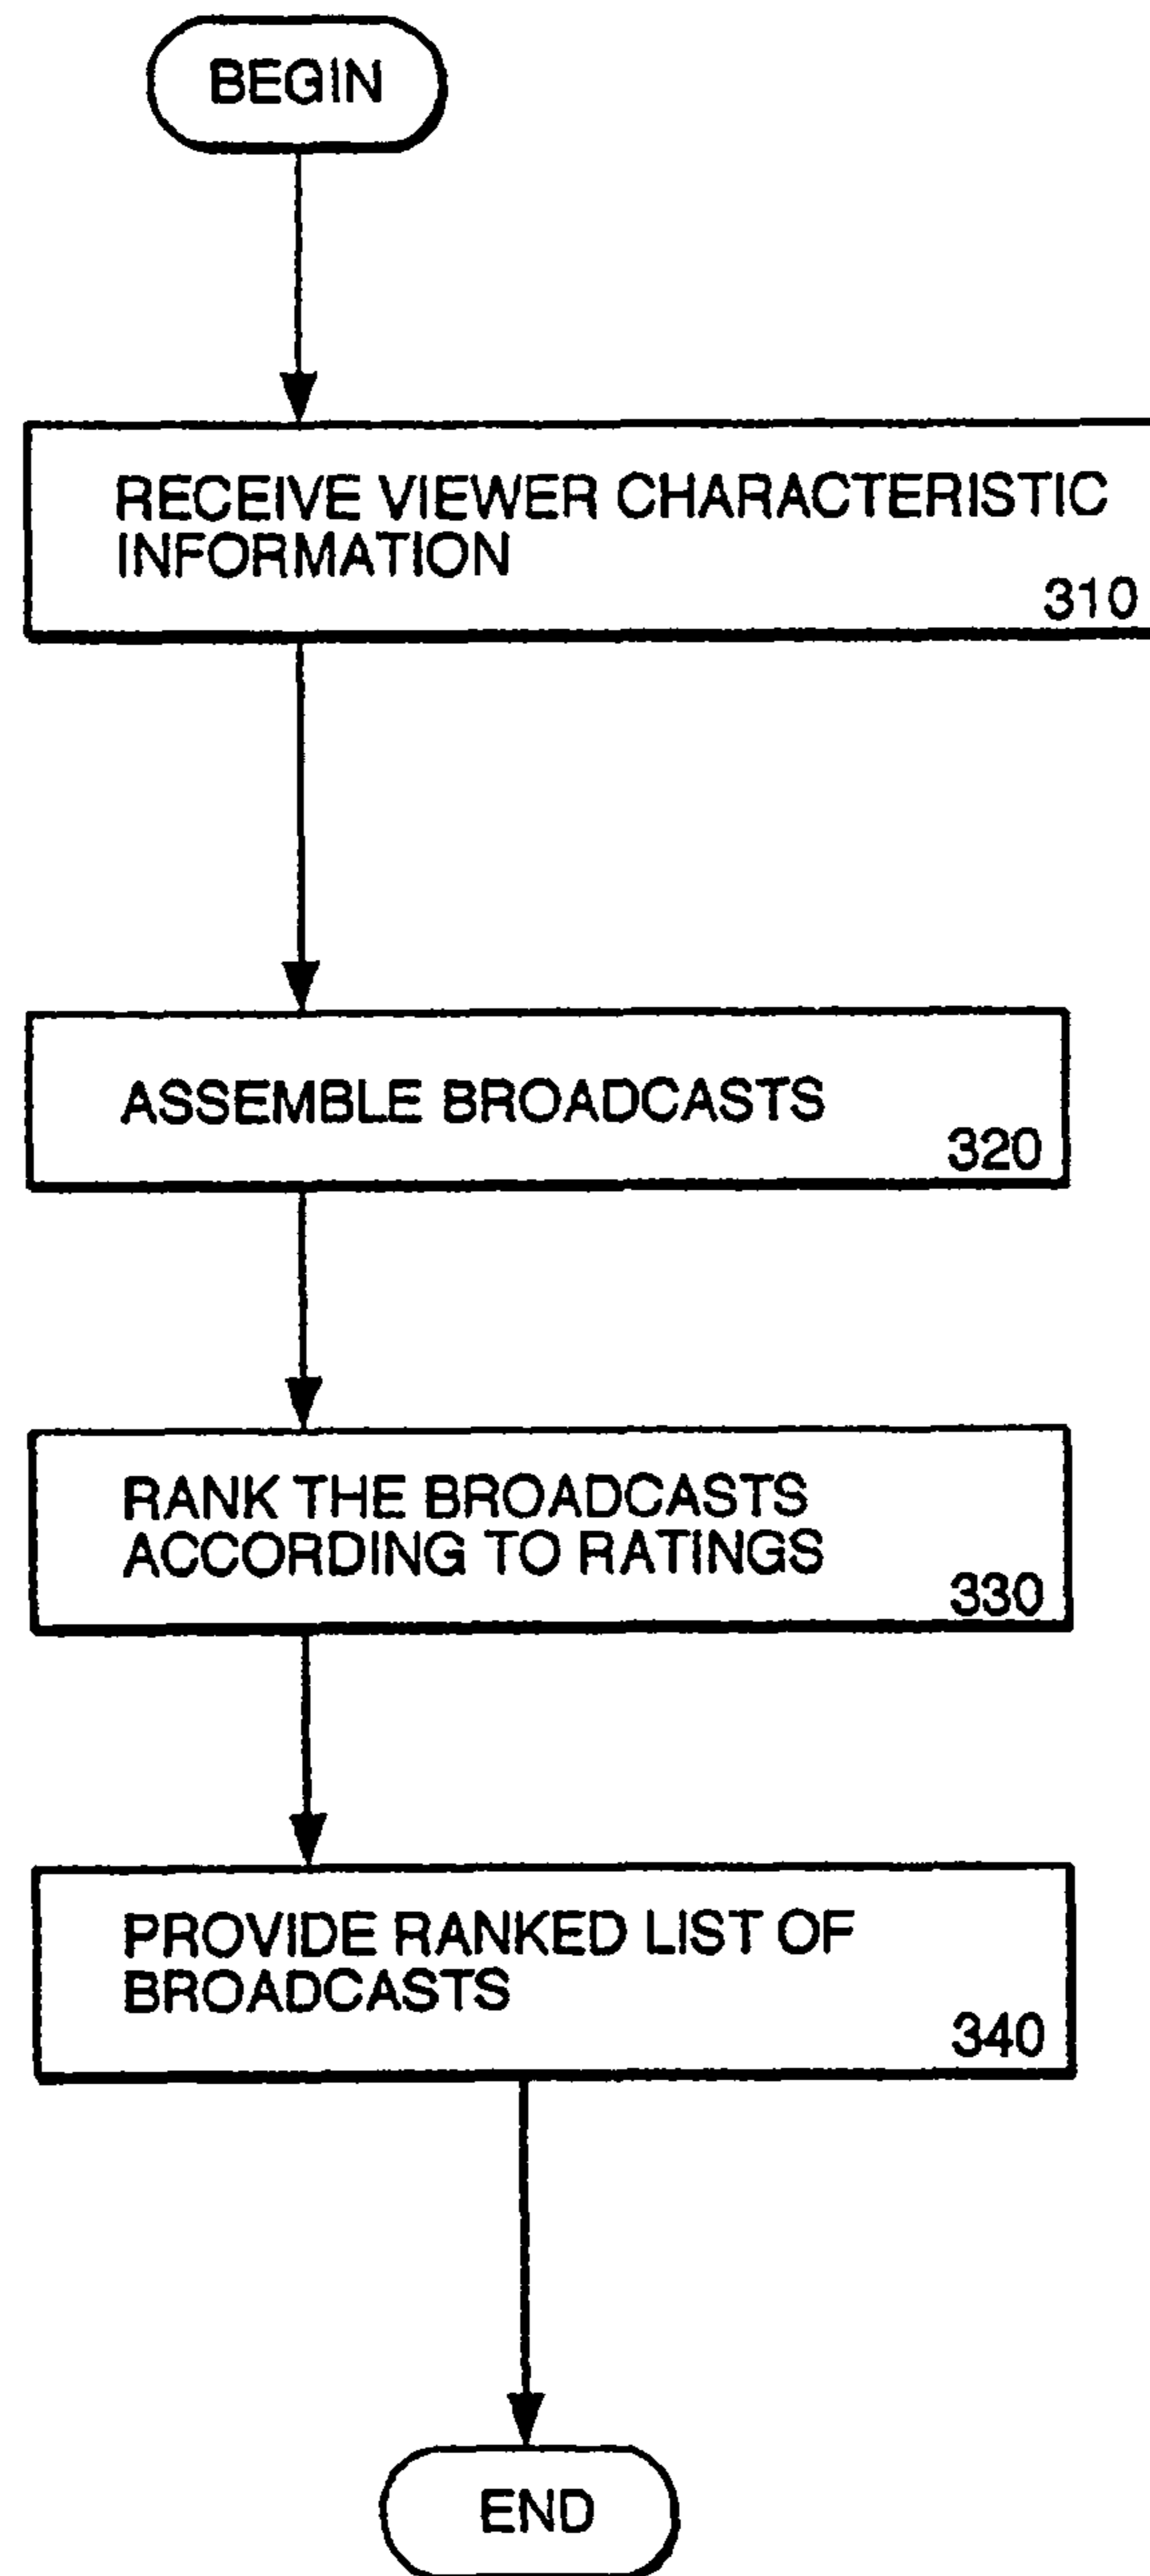 BEGIN
RECEIVE VIEWER CHARACTERISTIC
INFORMATION
310
ASSEMBLE BROADCASTS
320
RANK THE BROADCASTS
ACCORDING TO RATINGS
330
PROVIDE RANKED LIST OF
BROADCASTS
340
END